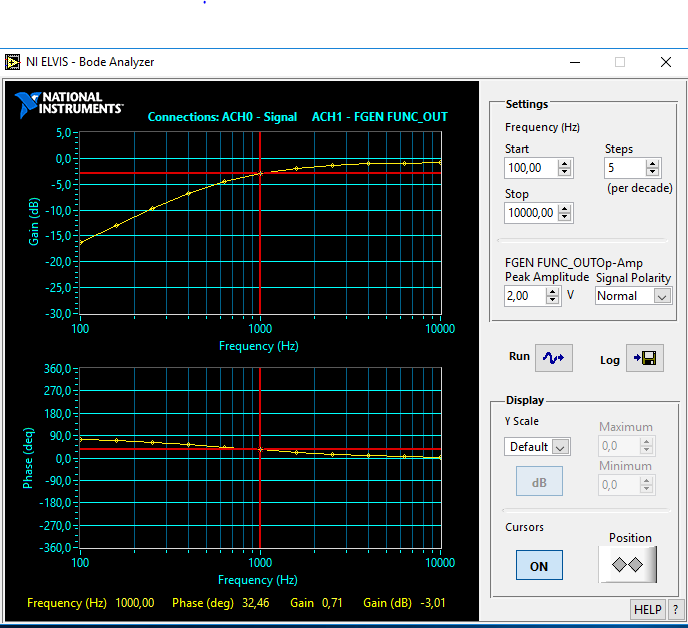 NI ELVIS - Bode Analyzer
NATIONAL
INSTRUMENTS
Connections: ACH0 - Signal ACH1 - FGEN FUNC_OUT
Gain (dB)
5,0
0,0
-5,0
-10,0
-15,0
-20,0
-25,0
-30,0
100 1000 10000
Frequency (Hz)
Phase (deg)
360,0
270,0
180,0
90,0
0,0
-90,0
-180,0
-270,0
-360,0
100 1000 10000
Frequency (Hz)
Frequency (Hz) 1000,00 Phase (deg) 32,46 Gain 0,71 Gain (dB) -3,01
Settings
Frequency (Hz)
Start Steps
100,00 5
(per decade)
Stop
10000,00
FGEN FUNC_OUT Op-Amp
Peak Amplitude Signal Polarity
2,00 V Normal
Run Log
Display
Y Scale Maximum
Default 0,0
Minimum
dB 0,0
Cursors
Position
ON
HELP ?